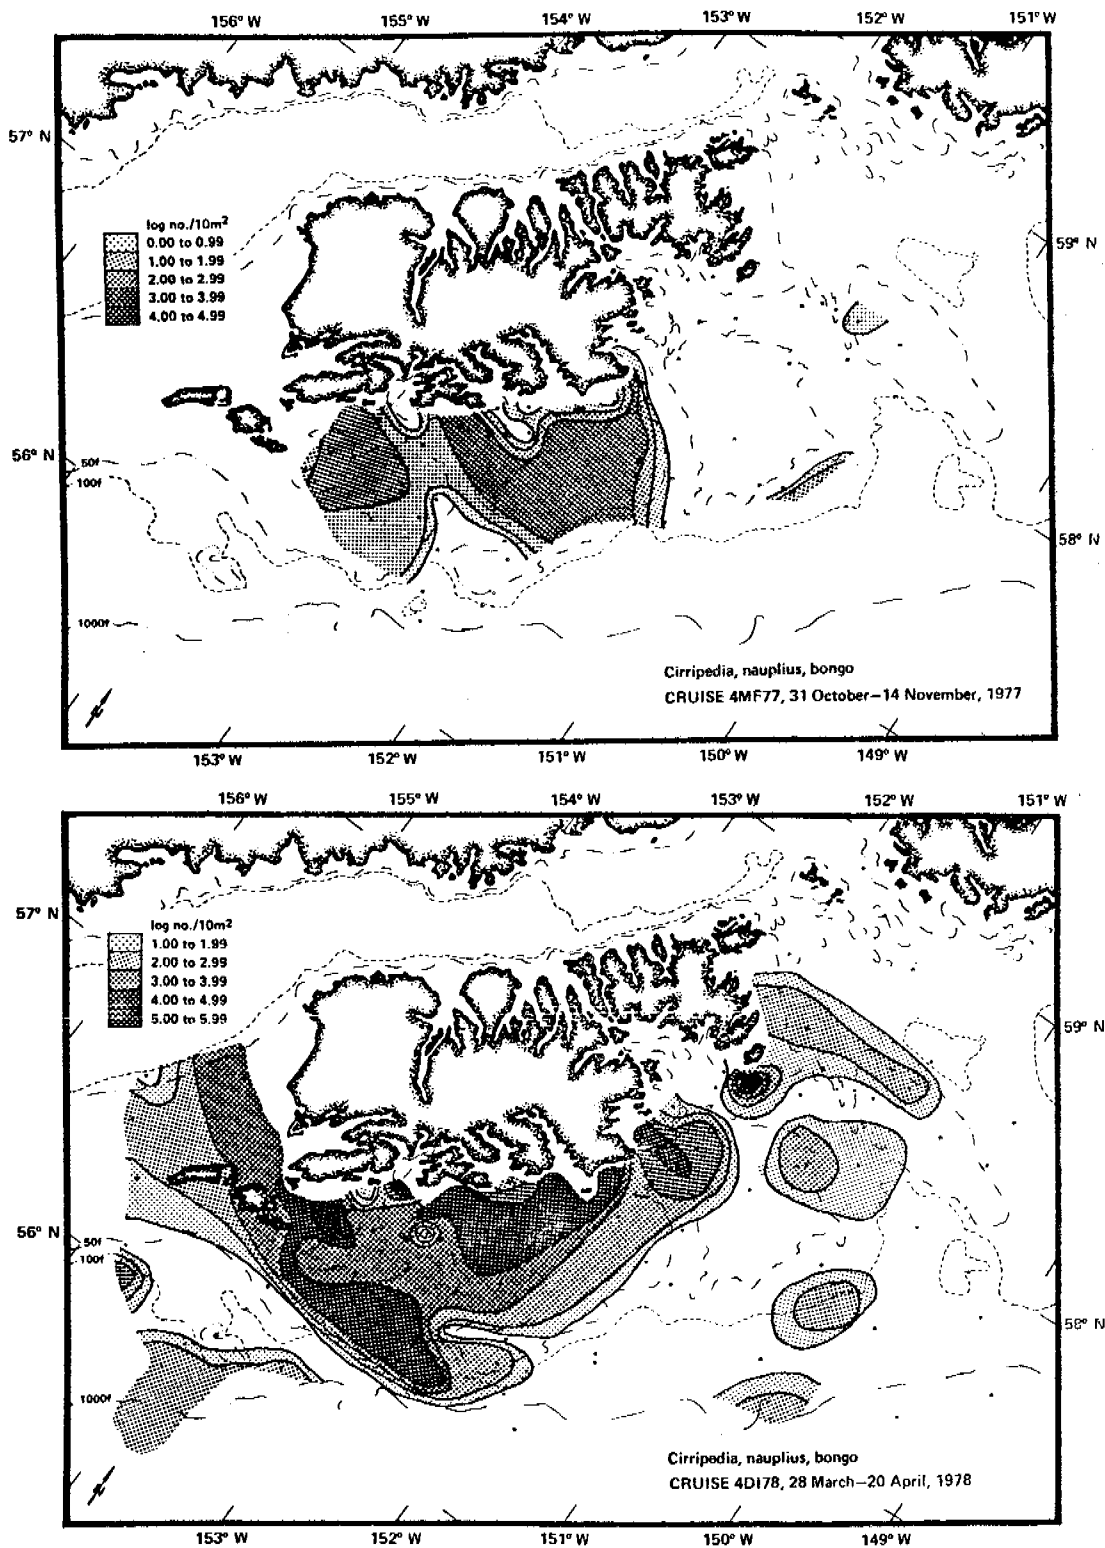 156° W 155° W 154° W 153° W 152° W 151° W
57° N
log no./10m²
0.00 to 0.99
1.00 to 1.99
2.00 to 2.99
3.00 to 3.99
4.00 to 4.99
59° N
56° N
50f
100f
58° N
1000f
Cirripedia, nauplius, bongo
CRUISE 4MF77, 31 October–14 November, 1977
N
153° W 152° W 151° W 150° W 149° W
156° W 155° W 154° W 153° W 152° W 151° W
57° N
log no./10m²
1.00 to 1.99
2.00 to 2.99
3.00 to 3.99
4.00 to 4.99
5.00 to 5.99
59° N
56° N
50f
100f
58° N
1000f
Cirripedia, nauplius, bongo
CRUISE 4DI78, 28 March–20 April, 1978
N
153° W 152° W 151° W 150° W 149° W